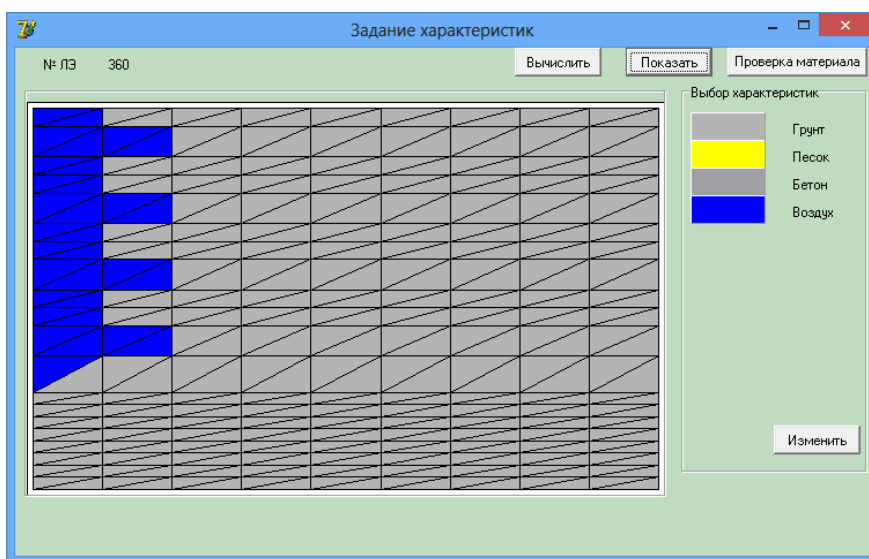 Задание характеристик
№ ЛЭ 360
Вычислить Показать Проверка материала
Выбор характеристик
Грунт
Песок
Бетон
Воздух
Изменить